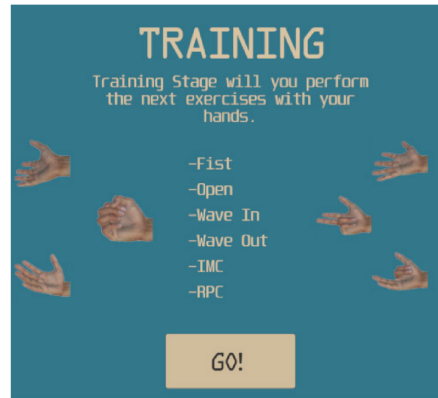 TRAINING
Training Stage will you perform
the next exercises with your
hands.
-Fist
-Open
-Wave In
-Wave Out
-IMC
-RPC
GO!